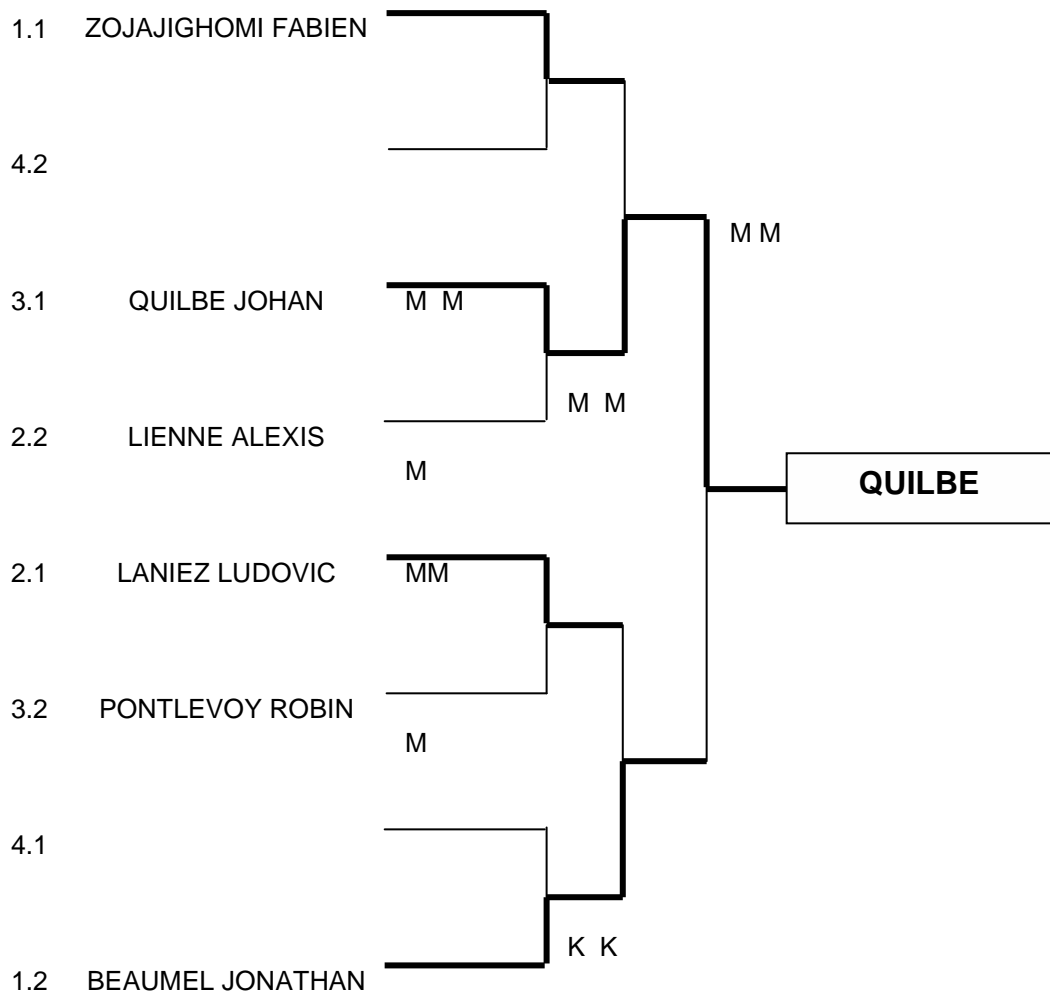 1.1 ZOJAJIGHOMI FABIEN
4.2
M M
3.1 QUILBE JOHAN M M
M M
2.2 LIENNE ALEXIS
M
QUILBE
2.1 LANIEZ LUDOVIC MM
3.2 PONTLEVOY ROBIN
M
4.1
K K
1.2 BEAUMEL JONATHAN